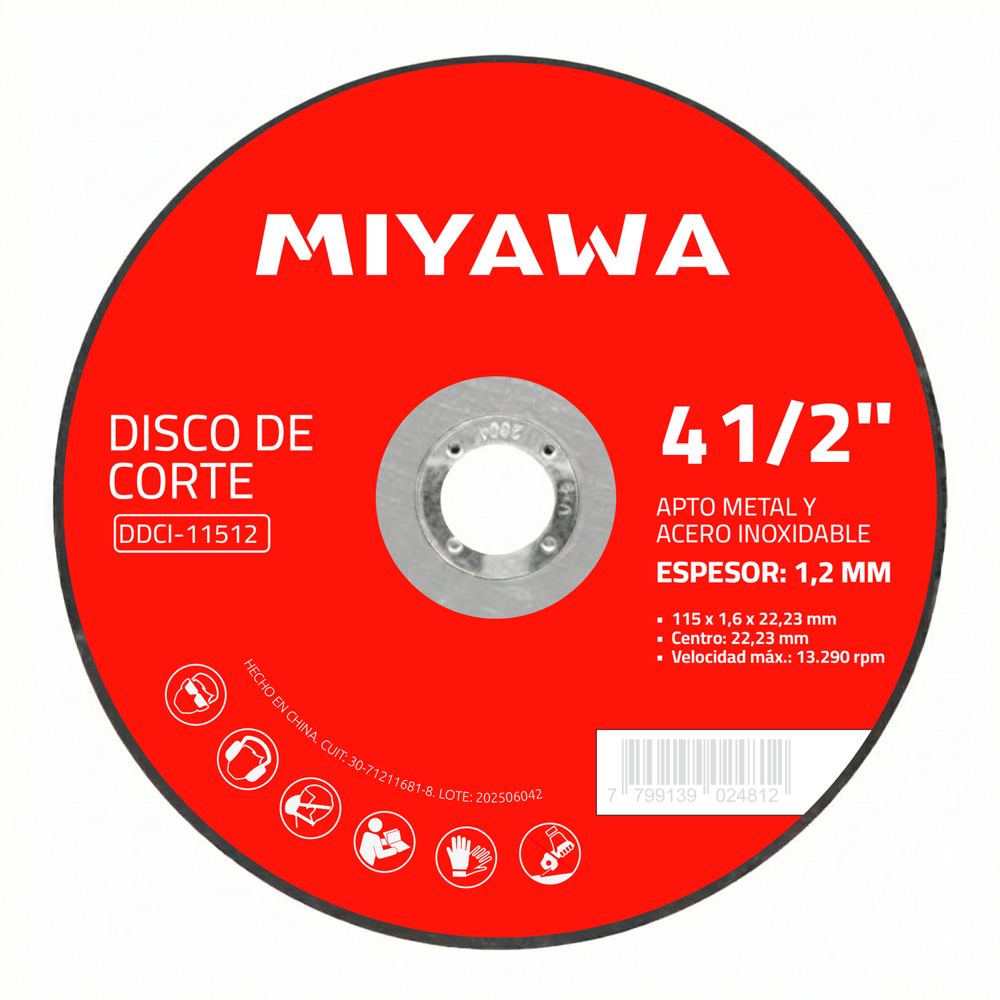 MIYAWA
DISCO DE
CORTE
DDCI-11512
4 1/2"
APTO METAL Y
ACERO INOXIDABLE
ESPESOR: 1,2 MM
▪ 115 x 1,6 x 22,23 mm
▪ Centro: 22,23 mm
▪ Velocidad máx.: 13.290 rpm
HECHO EN CHINA. CUIT: 30-71211681-8. LOTE: 202506042
7 799139 024812